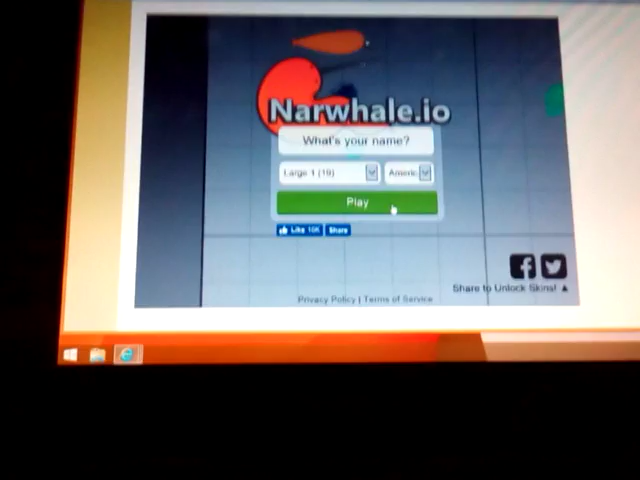 Narwhale.io
What's your name?
Large 1 (19) Americ
Play
Like 10K Share
Share to Unlock Skins! ▲
Privacy Policy | Terms of Service